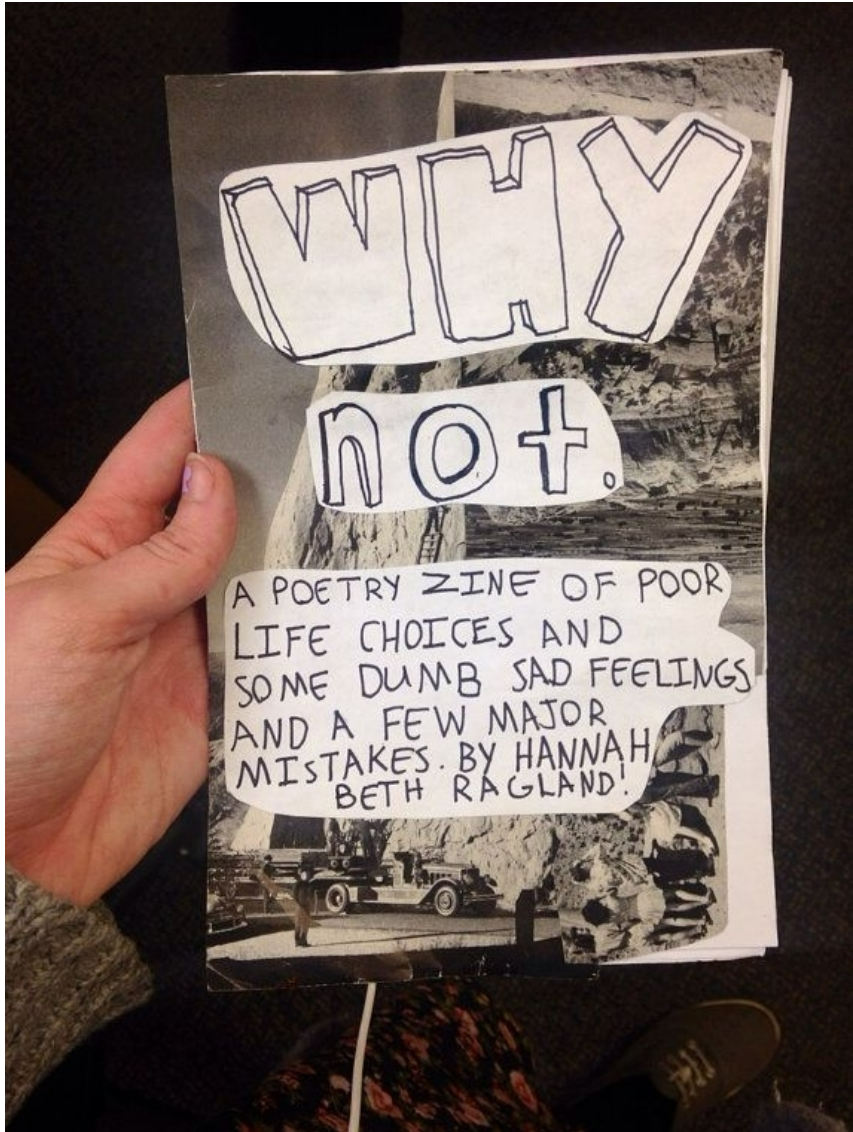 WHY
not.
A POETRY ZINE OF POOR
LIFE CHOICES AND
SOME DUMB SAD FEELINGS
AND A FEW MAJOR
MISTAKES. BY HANNAH
BETH RAGLAND!